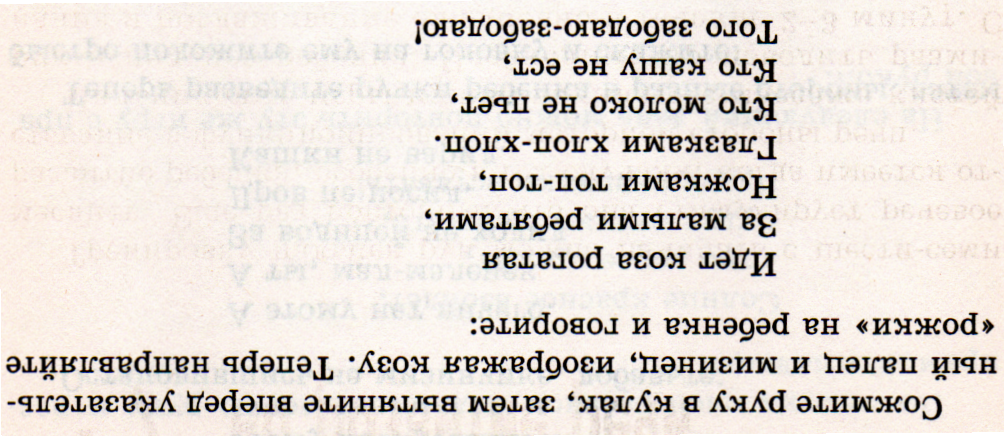 Сожмите руку в кулак, затем вытяните вперед указатель-
ный палец и мизинец, изображая козу. Теперь направляйте
«рожки» на ребенка и говорите:
Идет коза рогатая
За малыми ребятами,
Ножками топ-топ,
Глазками хлоп-хлоп.
Кто кашу не ест,
Кто молоко не пьет,
Того забодаю-забодаю!